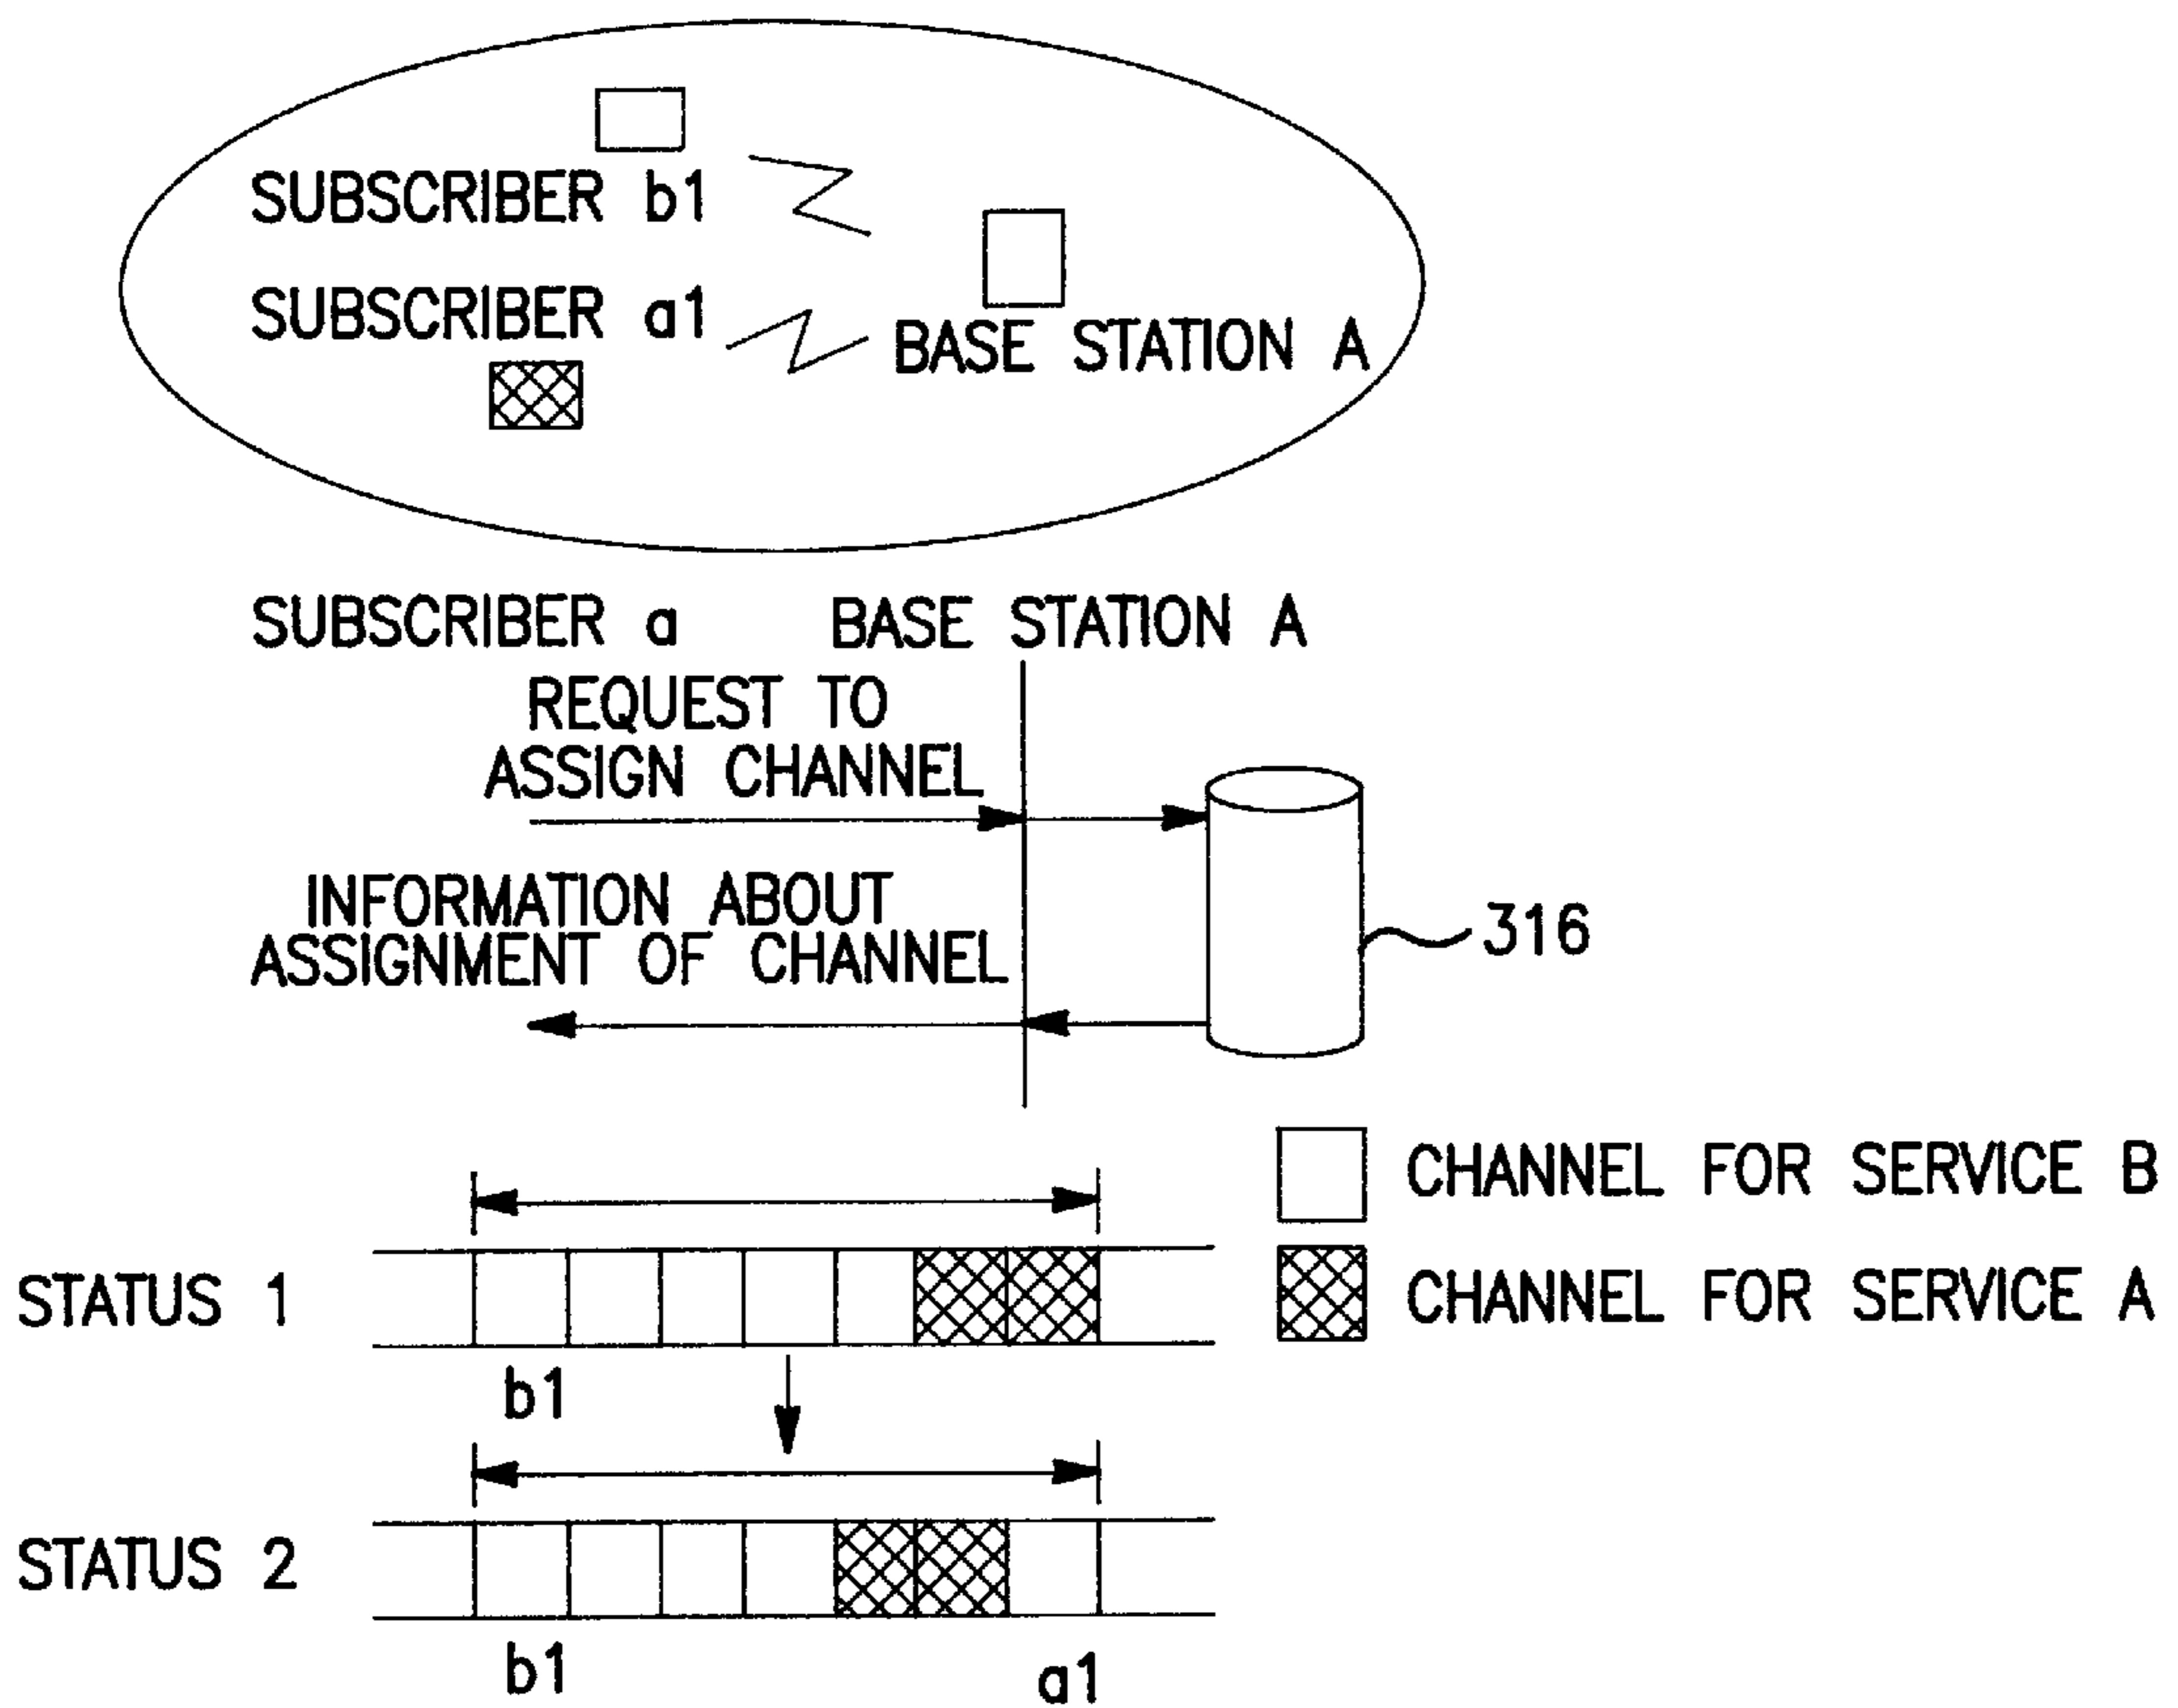 SUBSCRIBER b1
SUBSCRIBER a1
BASE STATION A
SUBSCRIBER a
BASE STATION A
REQUEST TO
ASSIGN CHANNEL
INFORMATION ABOUT
ASSIGNMENT OF CHANNEL
316
CHANNEL FOR SERVICE B
CHANNEL FOR SERVICE A
STATUS 1
b1
STATUS 2
b1
a1